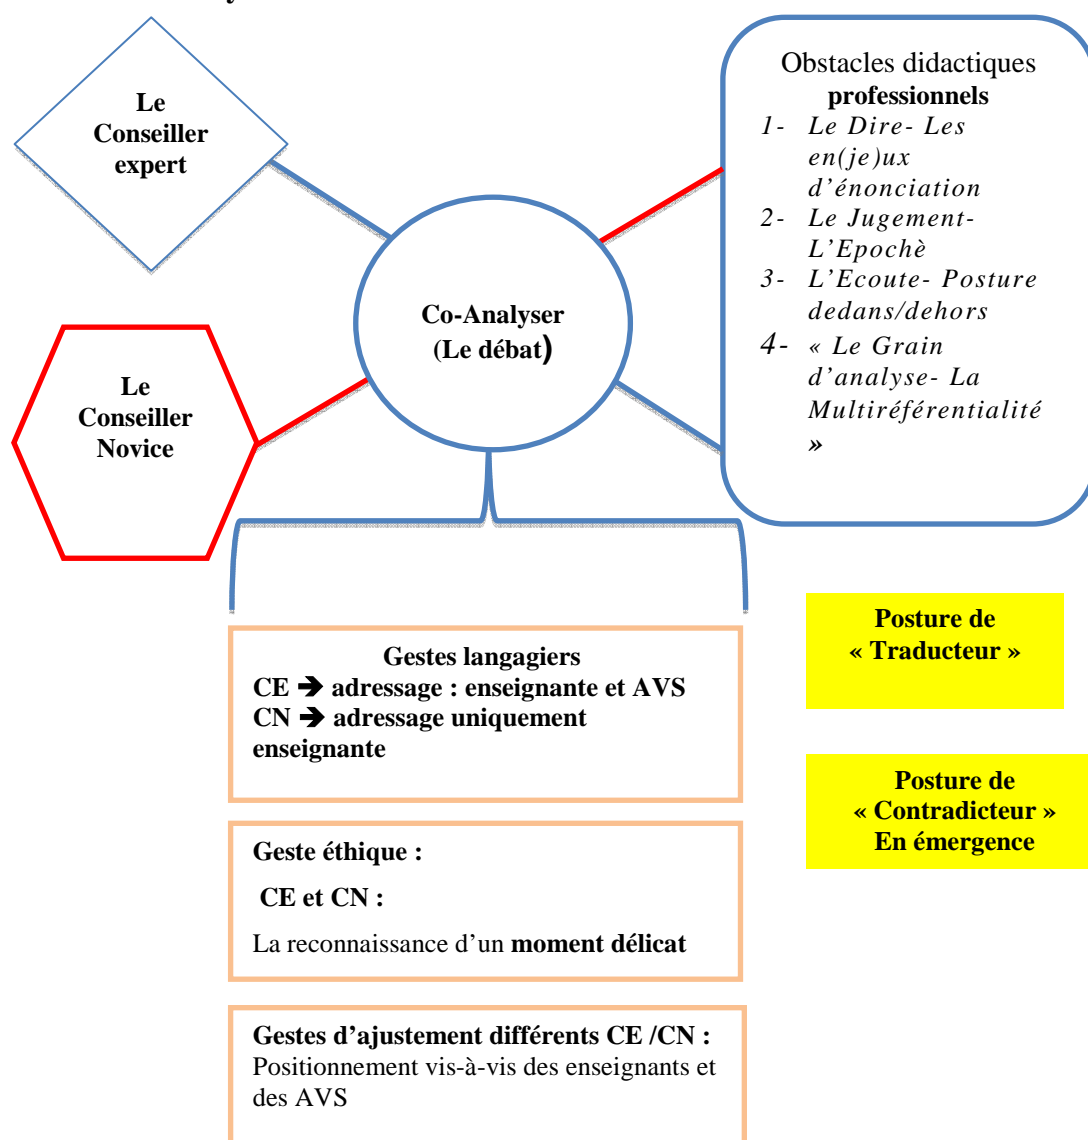 Le
Conseiller
expert
Obstacles didactiques
professionnels
1- Le Dire- Les
en(je)ux
d’énonciation
2- Le Jugement-
L’Epochè
3- L’Ecoute- Posture
dedans/dehors
4- « Le Grain
d’analyse- La
Multiréférentialité
»
Co-Analyser
(Le débat)
Le
Conseiller
Novice
Gestes langagiers
CE ➔ adressage : enseignante et AVS
CN ➔ adressage uniquement
enseignante
Posture de
« Traducteur »
Posture de
« Contradicteur »
En émergence
Geste éthique :
CE et CN :
La reconnaissance d’un moment délicat
Gestes d’ajustement différents CE /CN :
Positionnement vis-à-vis des enseignants et
des AVS